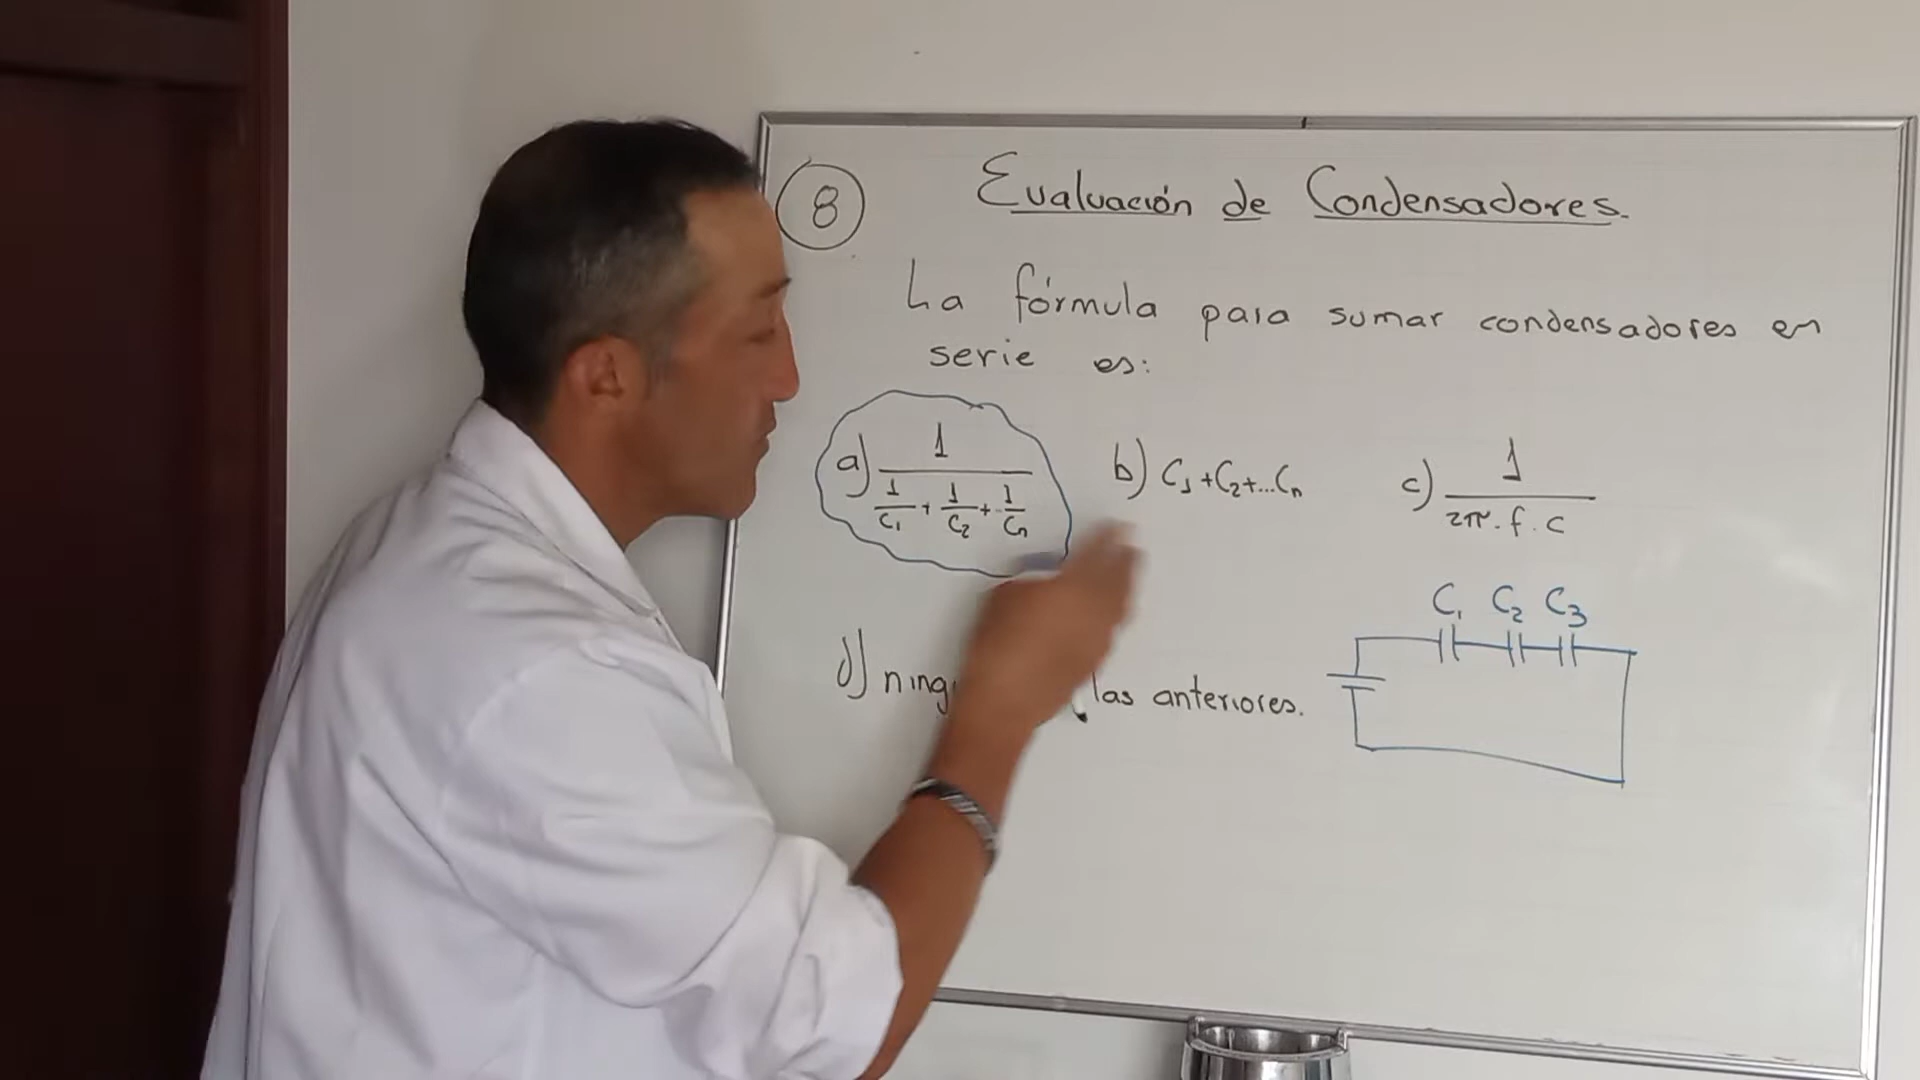 8
Evaluación de Condensadores.
La fórmula para sumar condensadores en
serie es:
a) 1 / (1/C1 + 1/C2 + .. 1/Cn)
b) C1+C2+...Cn
c) 1 / (2π.f.c)
C1 C2 C3
d) las anteriores.